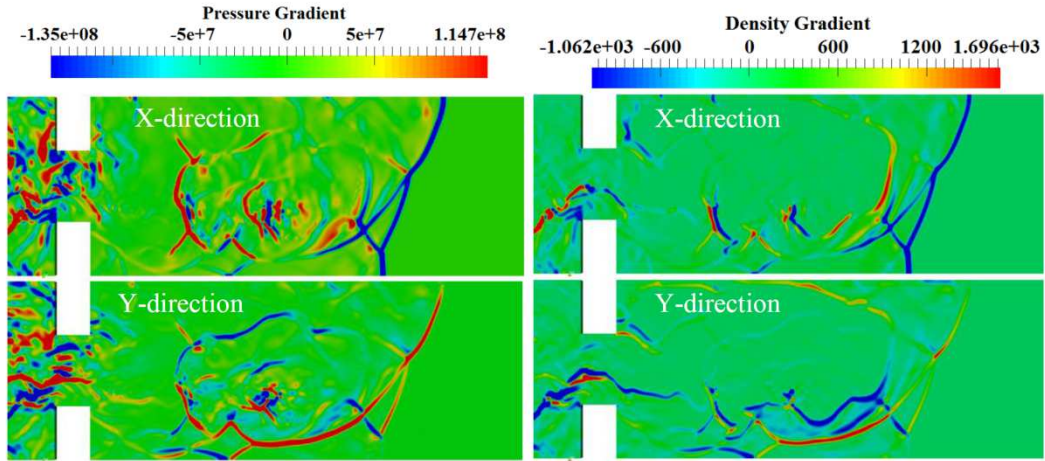 Pressure Gradient
-1.35e+08 -5e+7 0 5e+7 1.147e+8
X-direction
Y-direction
Density Gradient
-1.062e+03 -600 0 600 1200 1.696e+03
X-direction
Y-direction